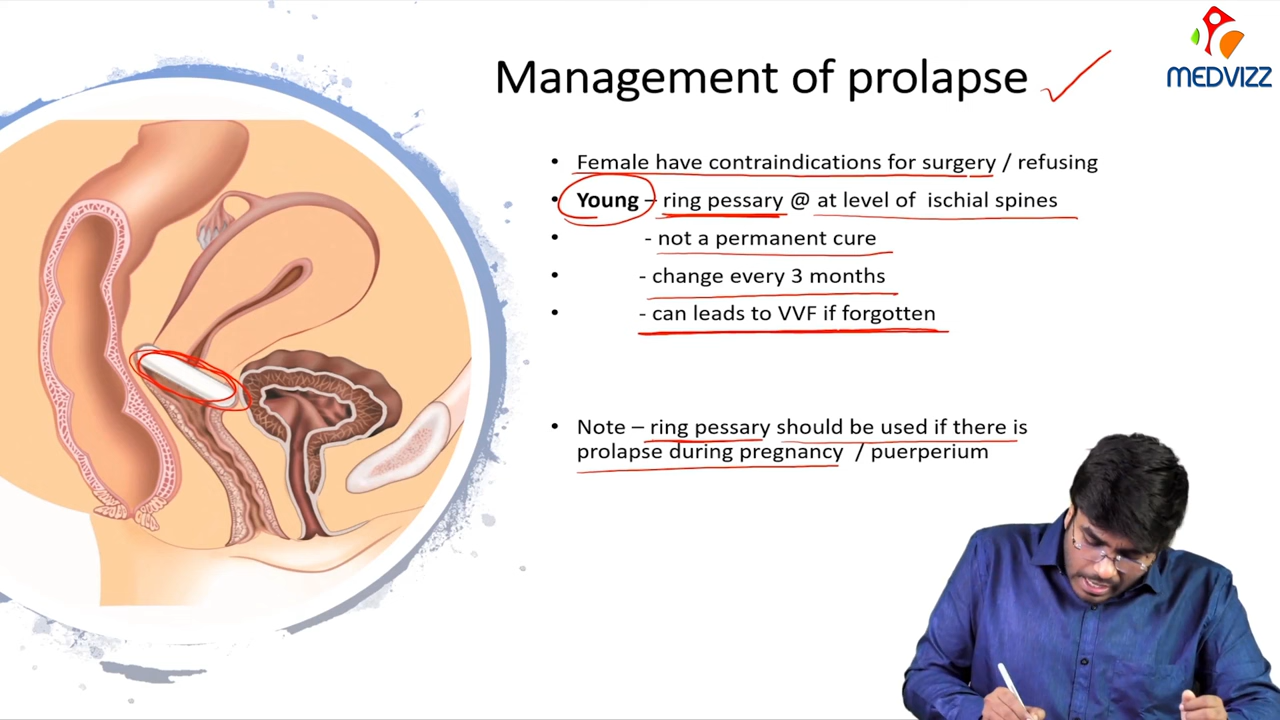 Management of prolapse
MEDVIZZ
• Female have contraindications for surgery / refusing
• Young – ring pessary @ at level of ischial spines
• - not a permanent cure
• - change every 3 months
• - can leads to VVF if forgotten
• Note – ring pessary should be used if there is
prolapse during pregnancy / puerperium